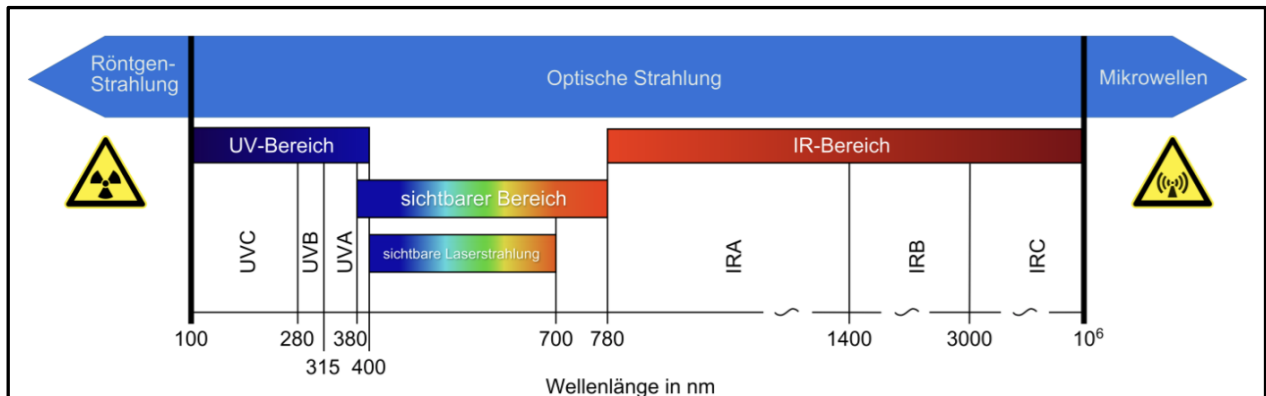 Röntgen-
Strahlung
Optische Strahlung
Mikrowellen
UV-Bereich
IR-Bereich
sichtbarer Bereich
sichtbare Laserstrahlung
UVC
UVB
UVA
IRA
IRB
IRC
100
280
380
700
780
1400
3000
10⁶
315
400
Wellenlänge in nm